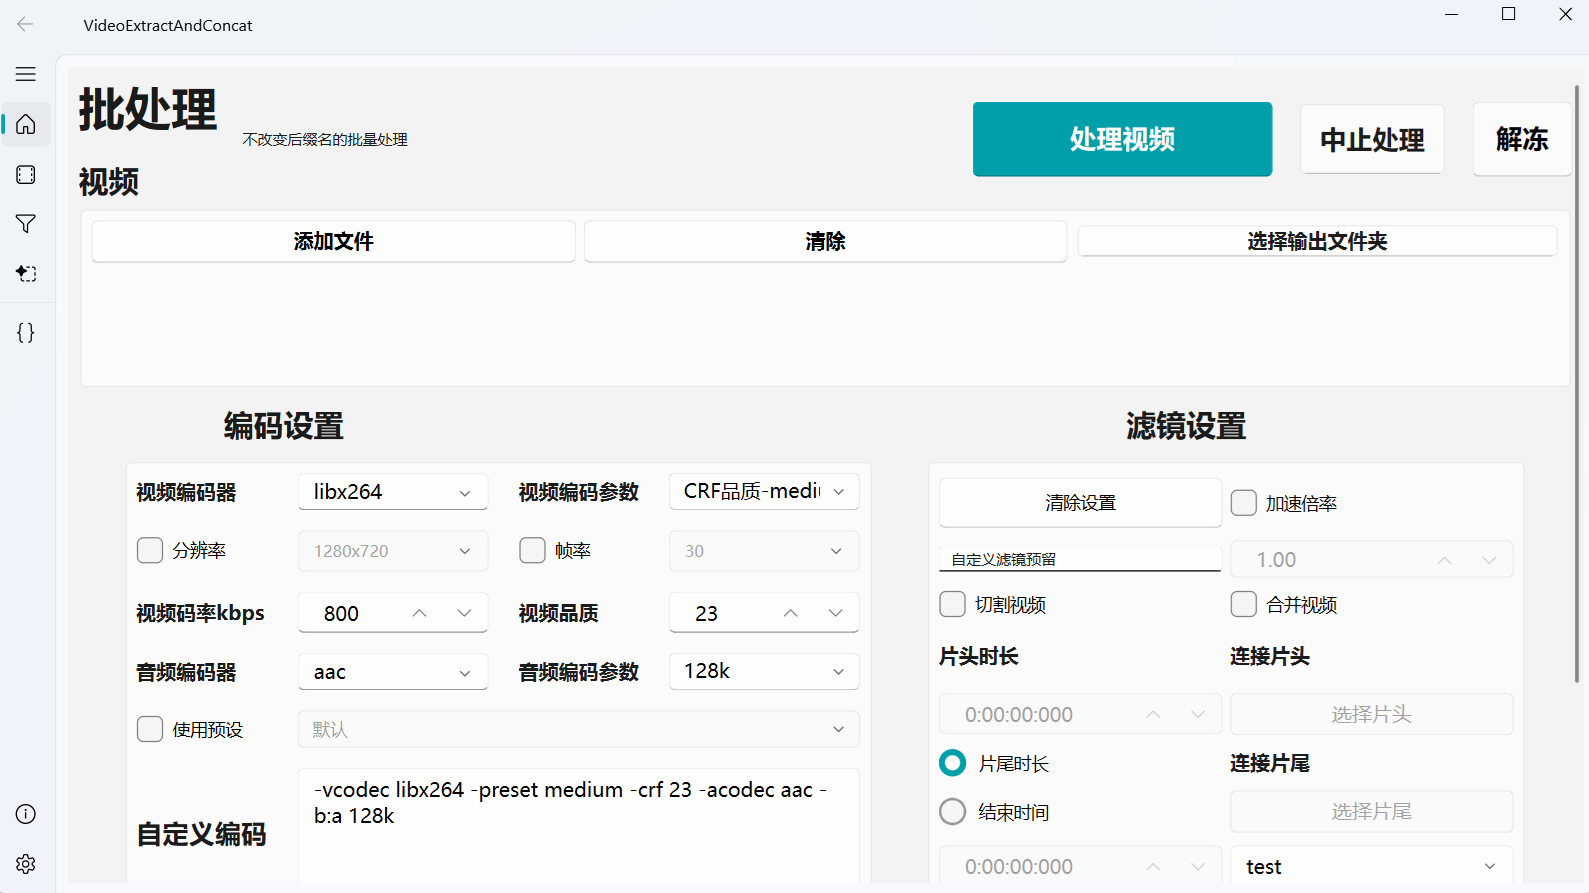 VideoExtractAndConcat
批处理
不改变后缀名的批量处理
处理视频
中止处理
解冻
视频
添加文件
清除
选择输出文件夹
编码设置
滤镜设置
视频编码器
libx264
视频编码参数
CRF品质-medi
清除设置
加速倍率
分辨率
1280x720
帧率
30
自定义滤镜预留
1.00
视频码率kbps
800
视频品质
23
切割视频
合并视频
音频编码器
aac
音频编码参数
128k
片头时长
连接片头
使用预设
默认
0:00:00:000
选择片头
片尾时长
连接片尾
自定义编码
-vcodec libx264 -preset medium -crf 23 -acodec aac -
b:a 128k
结束时间
选择片尾
0:00:00:000
test